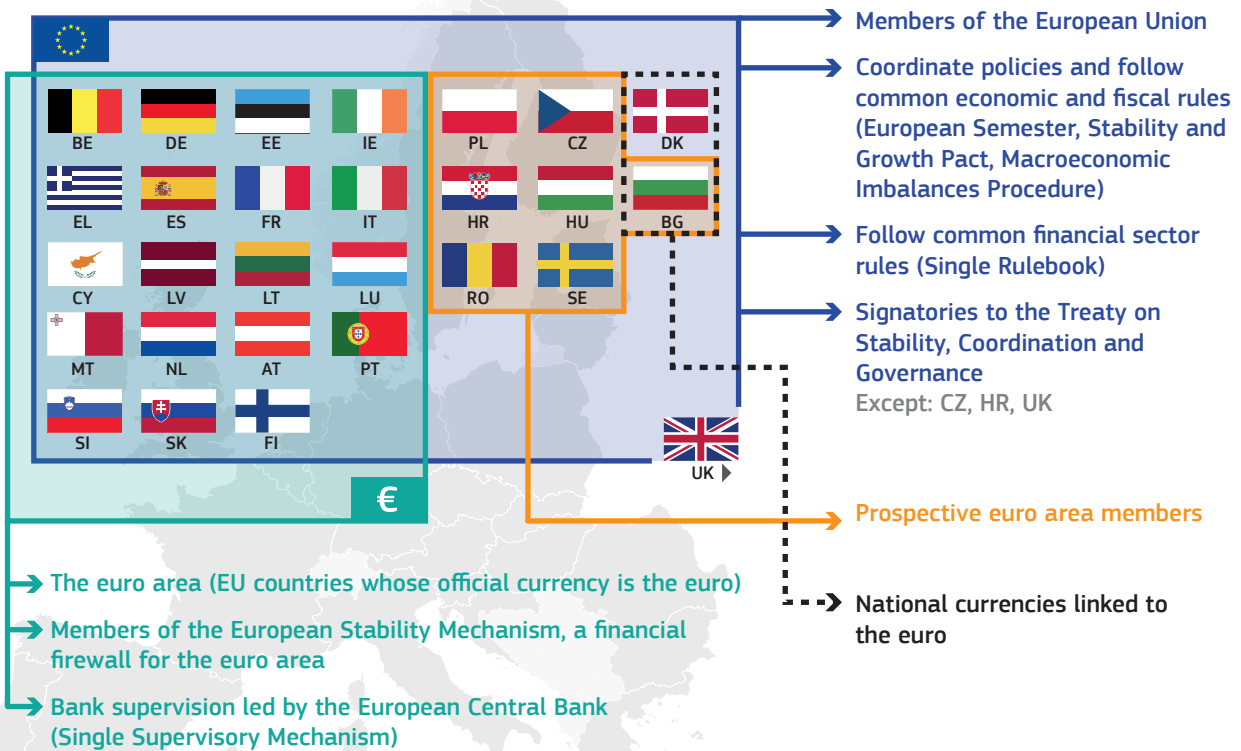 Members of the European Union
Coordinate policies and follow
common economic and fiscal rules
(European Semester, Stability and
Growth Pact, Macroeconomic
Imbalances Procedure)
Follow common financial sector
rules (Single Rulebook)
Signatories to the Treaty on
Stability, Coordination and
Governance
Except: CZ, HR, UK
BE DE EE IE PL CZ DK
EL ES FR IT HR HU BG
CY LV LT LU RO SE
MT NL AT PT
SI SK FI
UK
€
Prospective euro area members
The euro area (EU countries whose official currency is the euro)
Members of the European Stability Mechanism, a financial
firewall for the euro area
Bank supervision led by the European Central Bank
(Single Supervisory Mechanism)
National currencies linked to
the euro